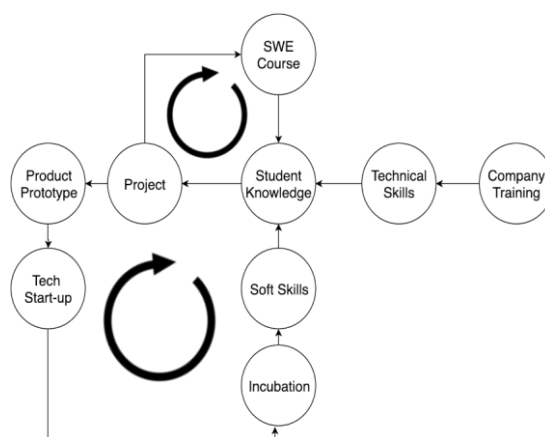 SWE
Course
Product
Prototype
Project
Student
Knowledge
Technical
Skills
Company
Training
Tech
Start-up
Soft Skills
Incubation